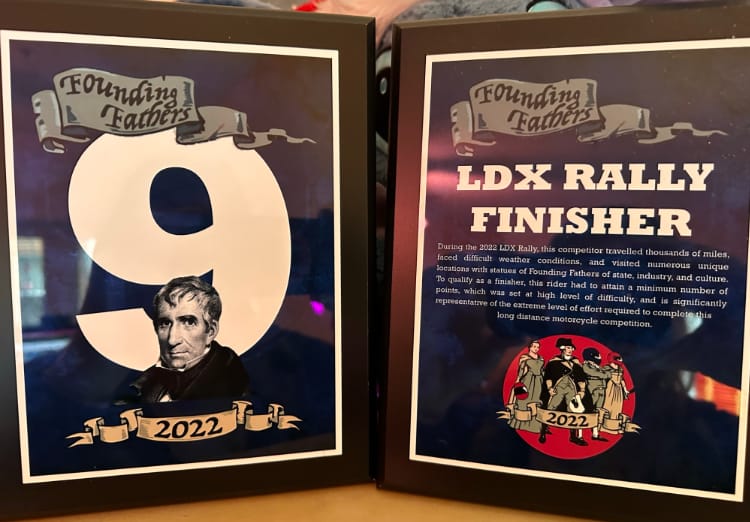 Founding
Fathers
9
2022
Founding
Fathers
LDX RALLY
FINISHER
During the 2022 LDX Rally, this competitor travelled thousands of miles,
faced difficult weather conditions, and visited numerous unique
locations with statues of Founding Fathers of state, industry, and culture.
To qualify as a finisher, this rider had to attain a minimum number of
points, which was set at high level of difficulty, and is significantly
representative of the extreme level of effort required to complete this
long distance motorcycle competition.
2022